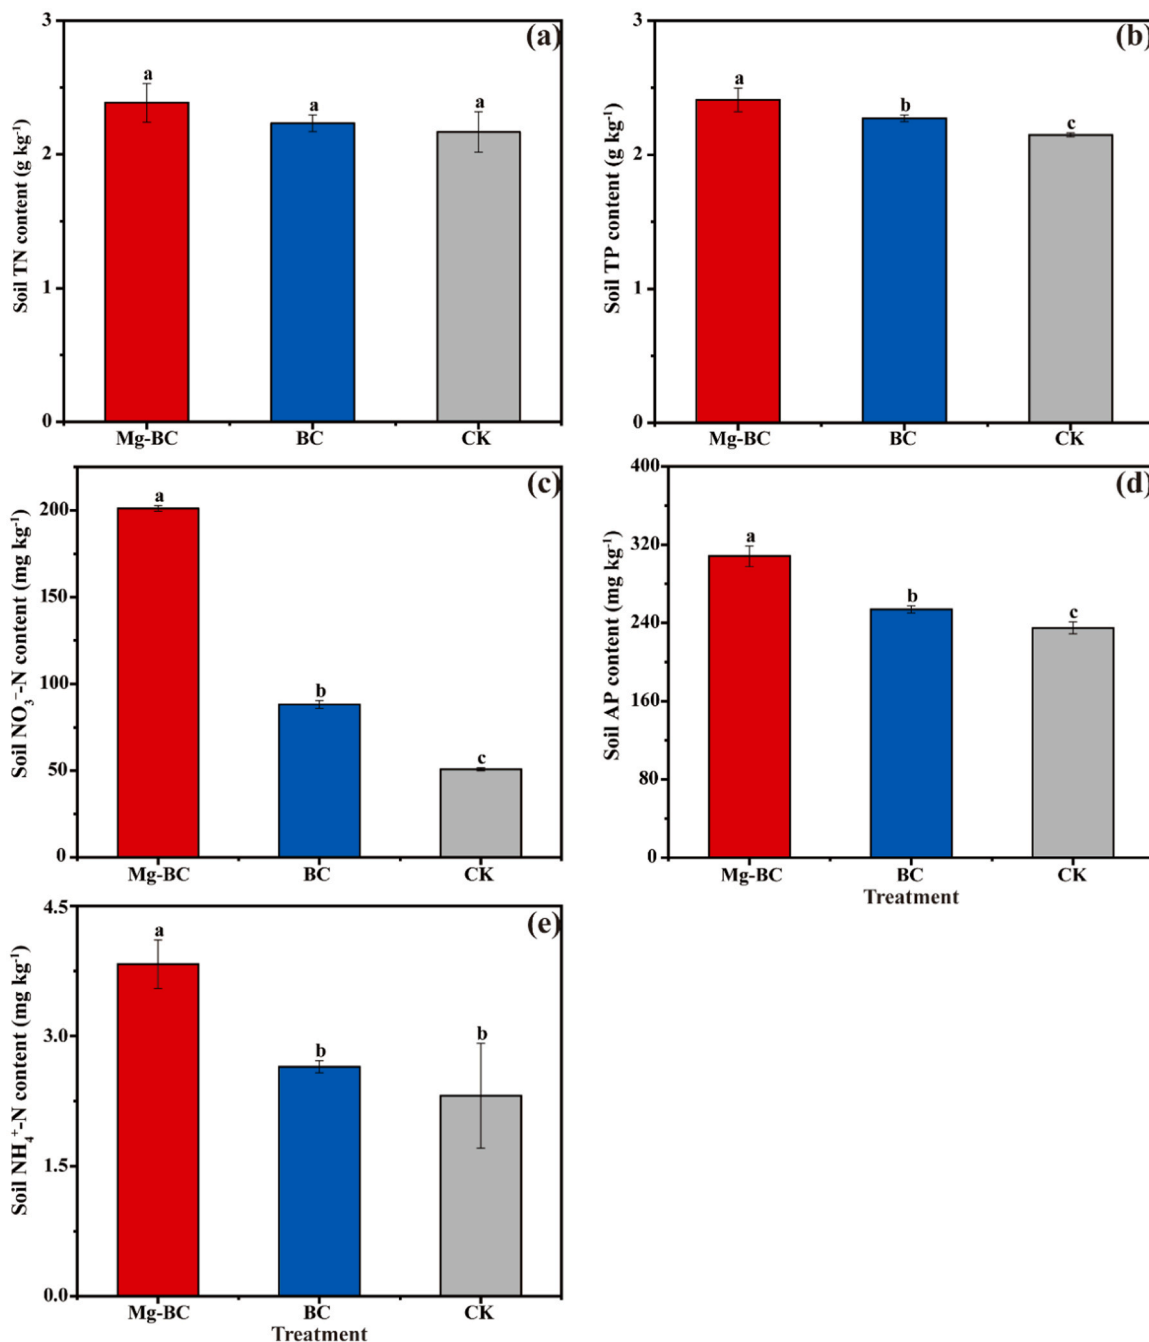 (a)
Soil TN content (g kg⁻¹)
3
2
1
0
a
a
a
Mg-BC BC CK
(b)
Soil TP content (g kg⁻¹)
3
2
1
0
a
b
c
Mg-BC BC CK
(c)
Soil NO₃⁻-N content (mg kg⁻¹)
200
150
100
50
0
a
b
c
Mg-BC BC CK
(d)
Soil AP content (mg kg⁻¹)
400
320
240
160
80
0
a
b
c
Mg-BC BC CK
Treatment
(e)
Soil NH₄⁺-N content (mg kg⁻¹)
4.5
3.0
1.5
0.0
a
b
b
Mg-BC BC CK
Treatment